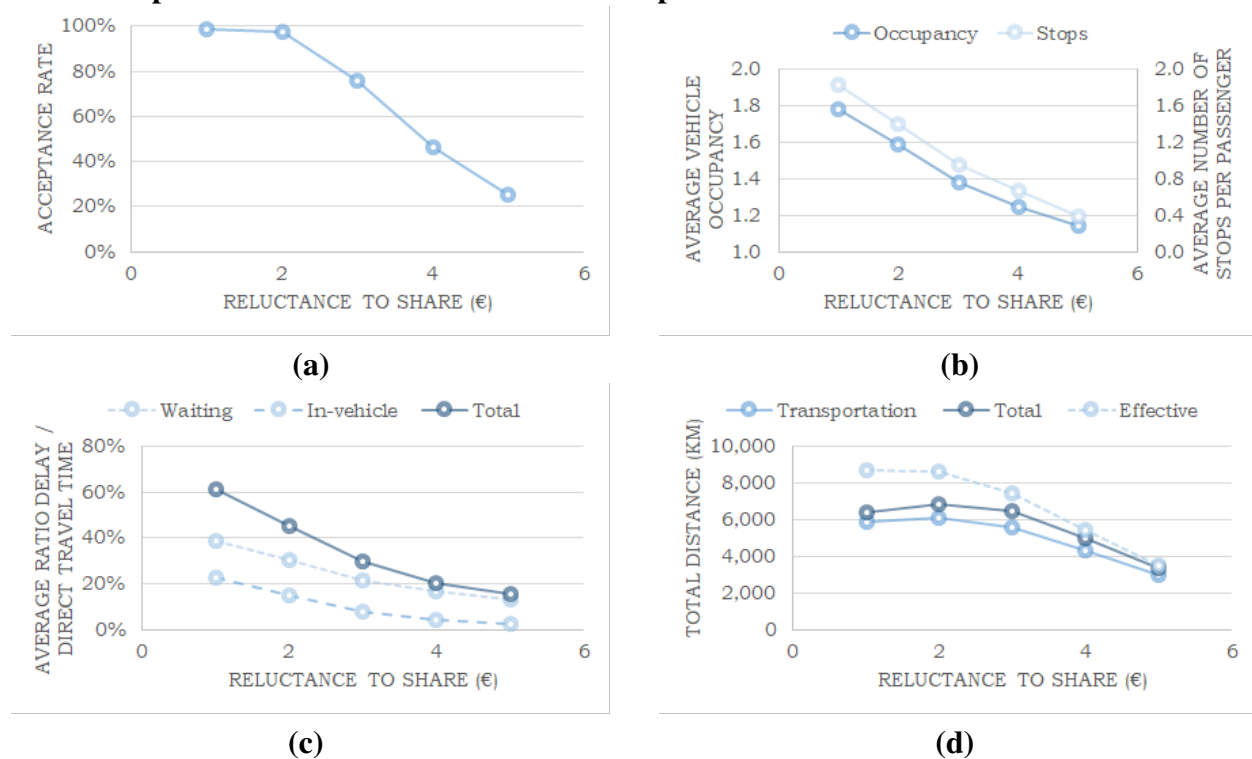 100%
80%
60%
40%
20%
0%
ACCEPTANCE RATE
0 2 4 6
RELUCTANCE TO SHARE (€)
(a)
Occupancy Stops
2.0
1.8
1.6
1.4
1.2
1.0
AVERAGE VEHICLE
OCCUPANCY
2.0
1.6
1.2
0.8
0.4
0.0
AVERAGE NUMBER OF
STOPS PER PASSENGER
0 2 4 6
RELUCTANCE TO SHARE (€)
(b)
Waiting In-vehicle Total
80%
60%
40%
20%
0%
AVERAGE RATIO DELAY /
DIRECT TRAVEL TIME
0 2 4 6
RELUCTANCE TO SHARE (€)
(c)
Transportation Total Effective
10,000
8,000
6,000
4,000
2,000
0
TOTAL DISTANCE (KM)
0 2 4 6
RELUCTANCE TO SHARE (€)
(d)